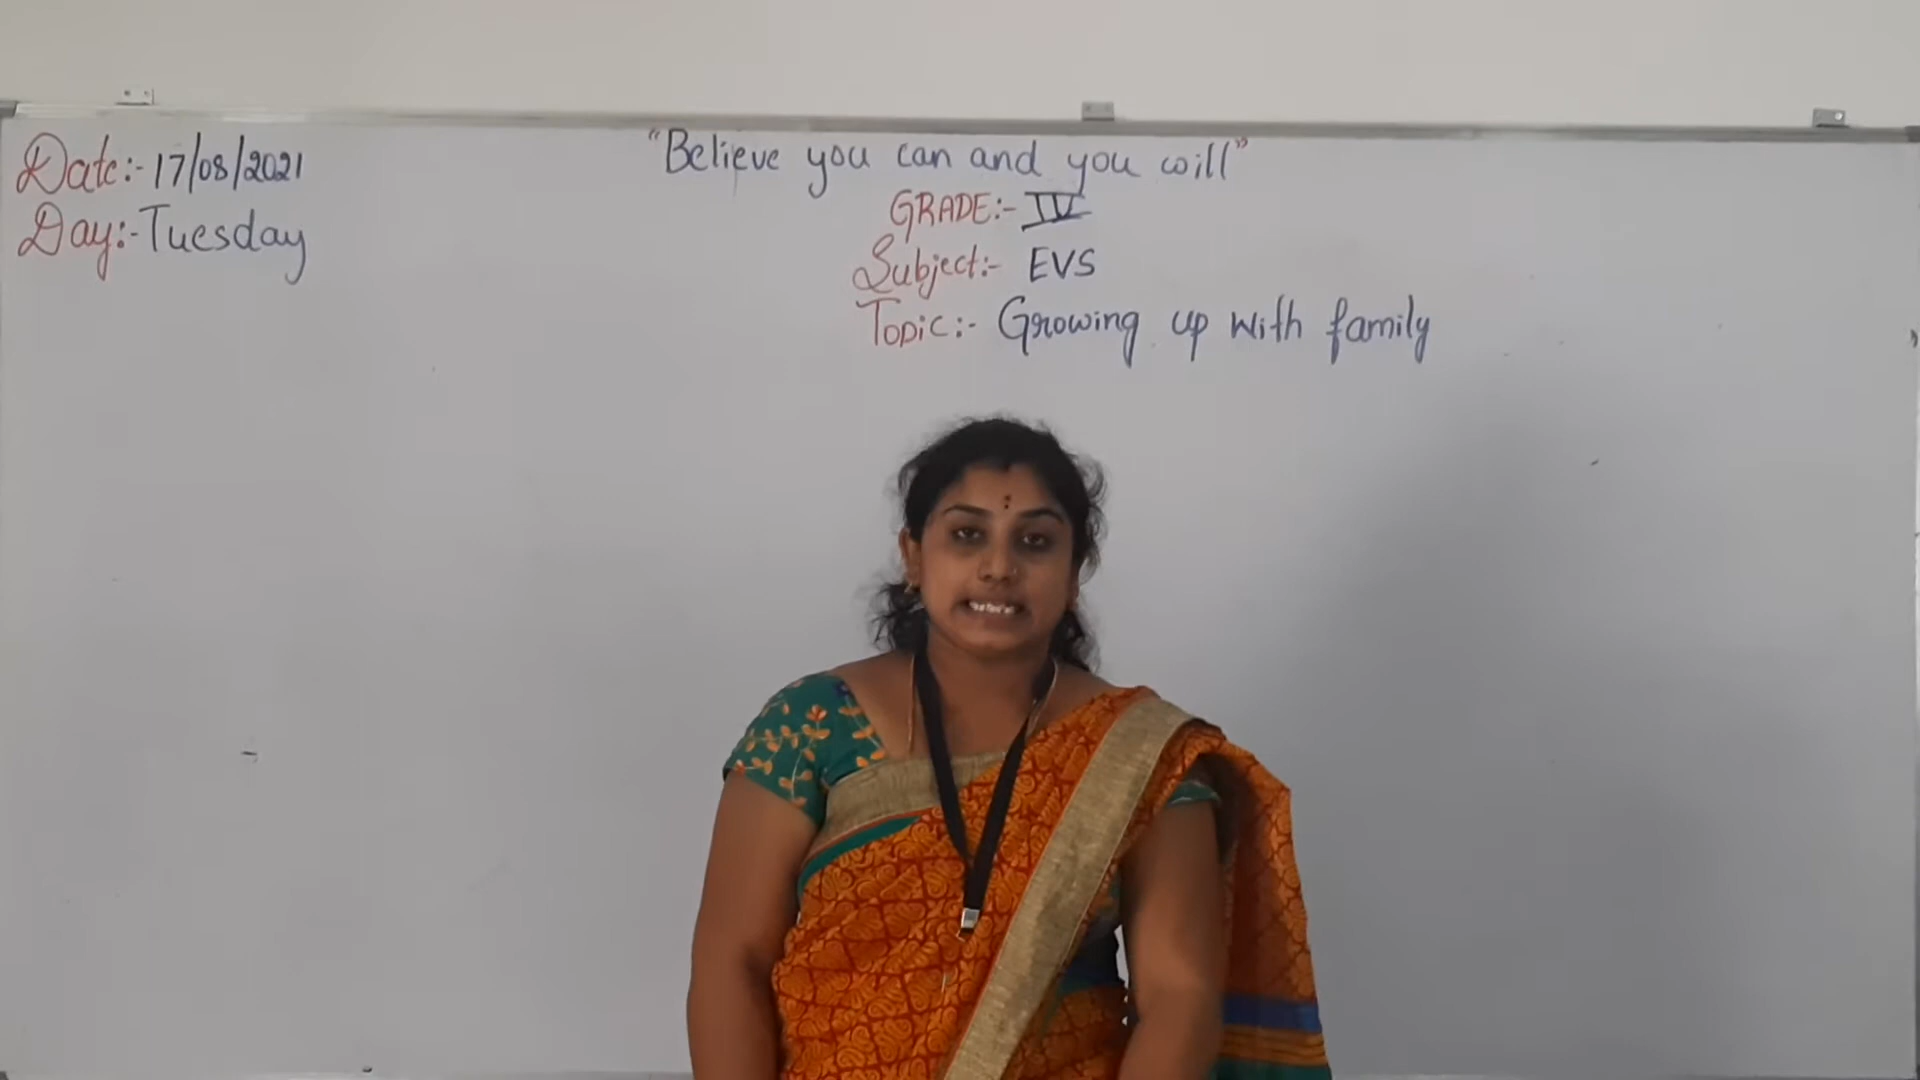 Date:- 17/08/2021
Day:- Tuesday
"Believe you can and you will"
GRADE:- IV
Subject:- EVS
Topic:- Growing up with family